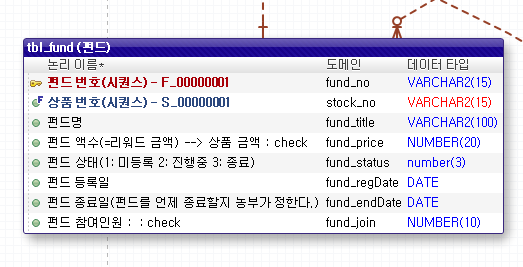 tbl_fund (펀드)
논리 이름* 도메인 데이터 타입
펀드 번호(시퀀스) - F_00000001 fund_no VARCHAR2(15)
F 상품 번호(시퀀스) - S_00000001 stock_no VARCHAR2(15)
펀드명 fund_title VARCHAR2(100)
펀드 액수(=리워드 금액) --> 상품 금액 : check fund_price NUMBER(20)
펀드 상태(1: 미등록 2: 진행중 3: 종료) fund_status number(3)
펀드 등록일 fund_regDate DATE
펀드 종료일(펀드를 언제 종료할지 농부가 정한다.) fund_endDate DATE
펀드 참여인원 : : check fund_join NUMBER(10)